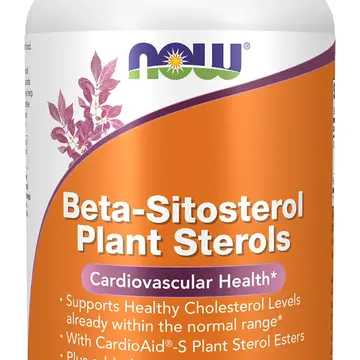 NOW
Beta-Sitosterol
Plant Sterols
Cardiovascular Health*
• Supports Healthy Cholesterol Levels
already within the normal range*
• With CardioAid®-S Plant Sterol Esters